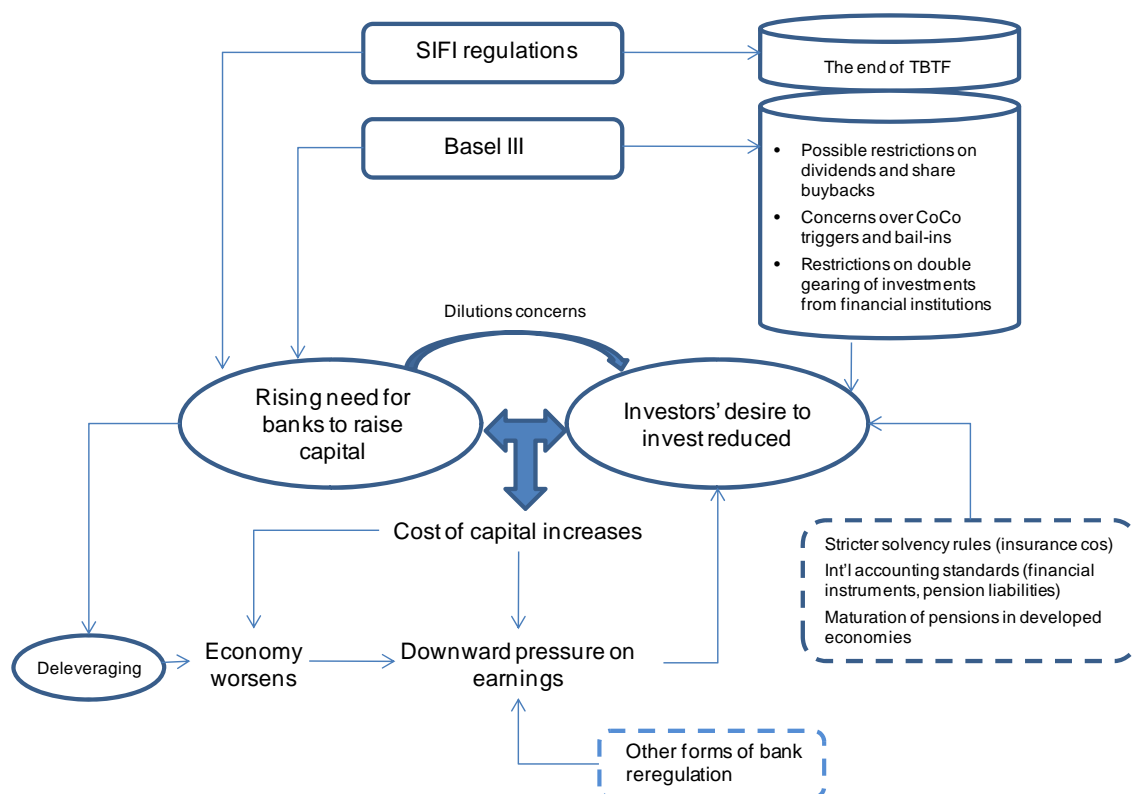 SIFI regulations
The end of TBTF
Basel III
• Possible restrictions on
dividends and share
buybacks
• Concerns over CoCo
triggers and bail-ins
• Restrictions on double
gearing of investments
from financial institutions
Dilutions concerns
Rising need for
banks to raise
capital
Investors’ desire to
invest reduced
Cost of capital increases
Stricter solvency rules (insurance cos)
Int’l accounting standards (financial
instruments, pension liabilities)
Maturation of pensions in developed
economies
Deleveraging
Economy
worsens
Downward pressure on
earnings
Other forms of bank
reregulation